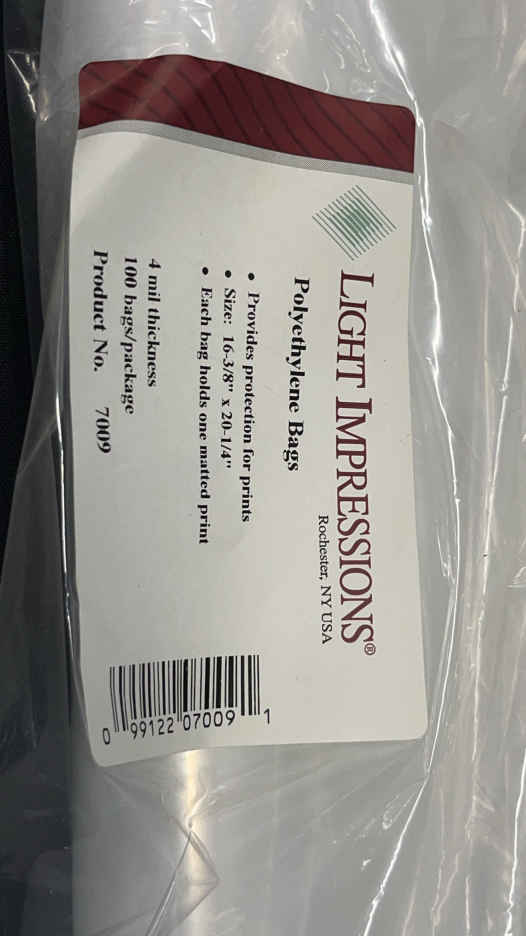 LIGHT IMPRESSIONS®
Rochester, NY USA
Polyethylene Bags
• Provides protection for prints
• Size: 16-3/8" x 20-1/4"
• Each bag holds one matted print
4 mil thickness
100 bags/package
Product No. 7009
0 99122 07009 1